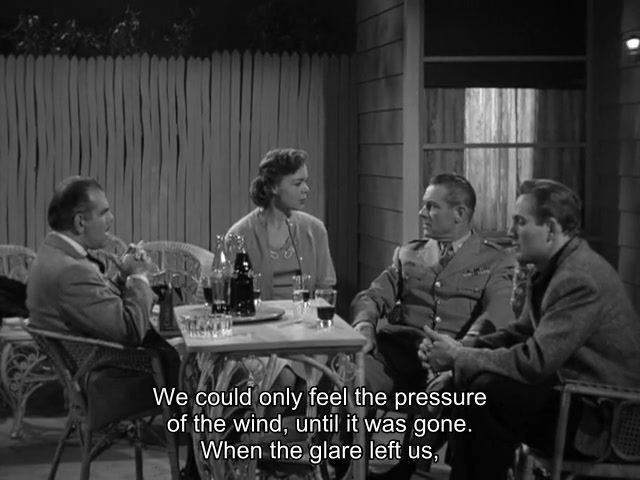 We could only feel the pressure
of the wind, until it was gone.
When the glare left us,